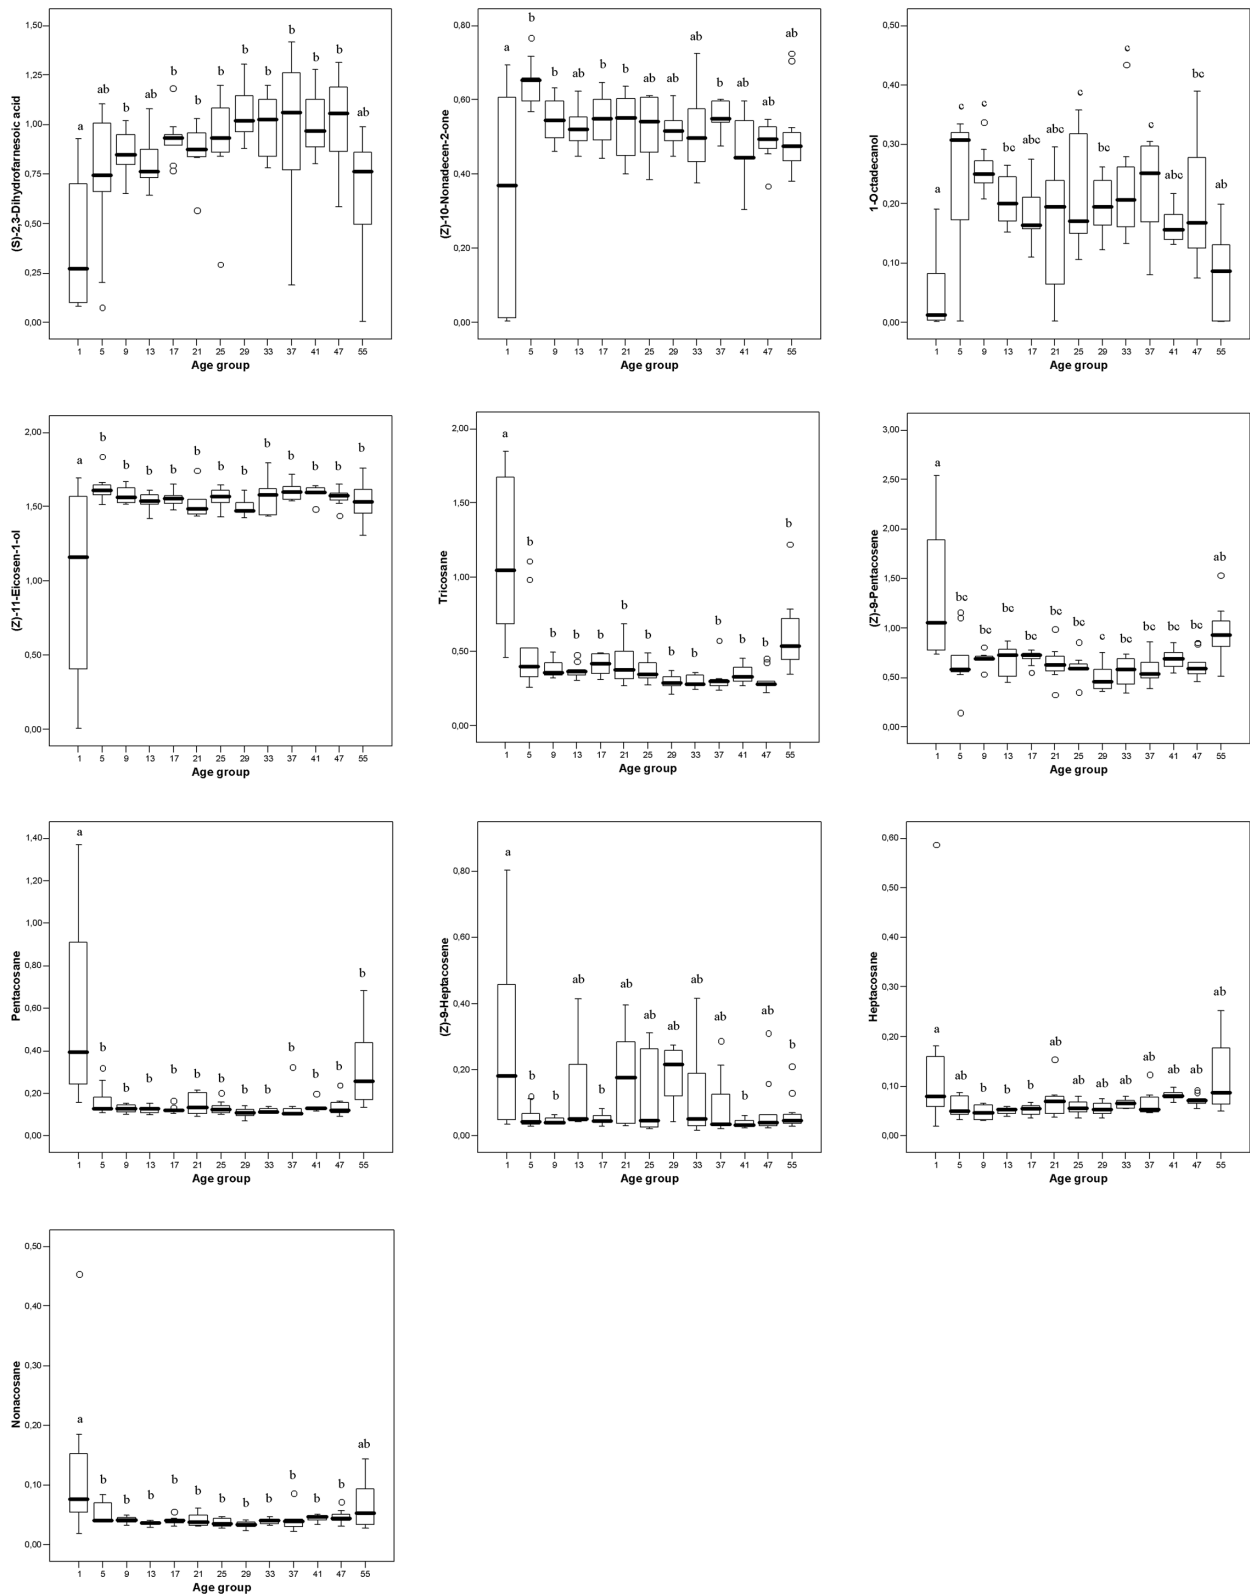 (S)-2,3-Dihydrofarnesoic acid
1,50
1,25
1,00
0,75
0,50
0,25
0,00
a ab b ab b b b b b b b b ab
1 5 9 13 17 21 25 29 33 37 41 47 55
Age group
(Z)-10-Nonadecen-2-one
0,80
0,60
0,40
0,20
0,00
a b b ab b b ab ab ab b ab ab ab
1 5 9 13 17 21 25 29 33 37 41 47 55
Age group
1-Octadecanol
0,50
0,40
0,30
0,20
0,10
0,00
a c c bc abc abc c bc c c abc bc ab
1 5 9 13 17 21 25 29 33 37 41 47 55
Age group
(Z)-11-Eicosen-1-ol
2,00
1,50
1,00
0,50
0,00
a b b b b b b b b b b b b
1 5 9 13 17 21 25 29 33 37 41 47 55
Age group
Tricosane
2,00
1,50
1,00
0,50
0,00
a b b b b b b b b b b b b
1 5 9 13 17 21 25 29 33 37 41 47 55
Age group
(Z)-9-Pentacosene
3,00
2,50
2,00
1,50
1,00
0,50
0,00
a bc bc bc bc bc bc c bc bc bc bc ab
1 5 9 13 17 21 25 29 33 37 41 47 55
Age group
Pentacosane
1,40
1,20
1,00
0,80
0,60
0,40
0,20
0,00
a b b b b b b b b b b b b
1 5 9 13 17 21 25 29 33 37 41 47 55
Age group
(Z)-9-Heptacosene
0,80
0,60
0,40
0,20
0,00
a b b ab b ab ab ab ab ab b ab b
1 5 9 13 17 21 25 29 33 37 41 47 55
Age group
Heptacosane
0,60
0,50
0,40
0,30
0,20
0,10
0,00
a ab b b b ab ab ab ab ab ab ab ab
1 5 9 13 17 21 25 29 33 37 41 47 55
Age group
Nonacosane
0,50
0,40
0,30
0,20
0,10
0,00
a b b b b b b b b b b b ab
1 5 9 13 17 21 25 29 33 37 41 47 55
Age group